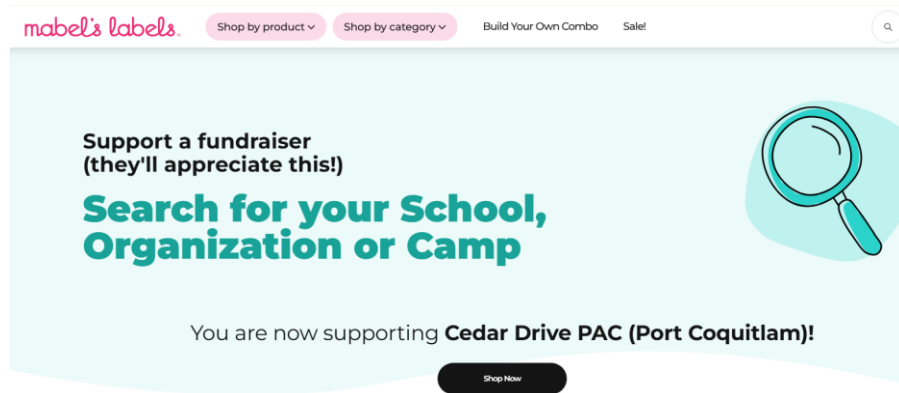 mabel's labels.
Shop by product
Shop by category
Build Your Own Combo
Sale!
Support a fundraiser
(they'll appreciate this!)
Search for your School,
Organization or Camp
You are now supporting Cedar Drive PAC (Port Coquitlam)!
Shop Now